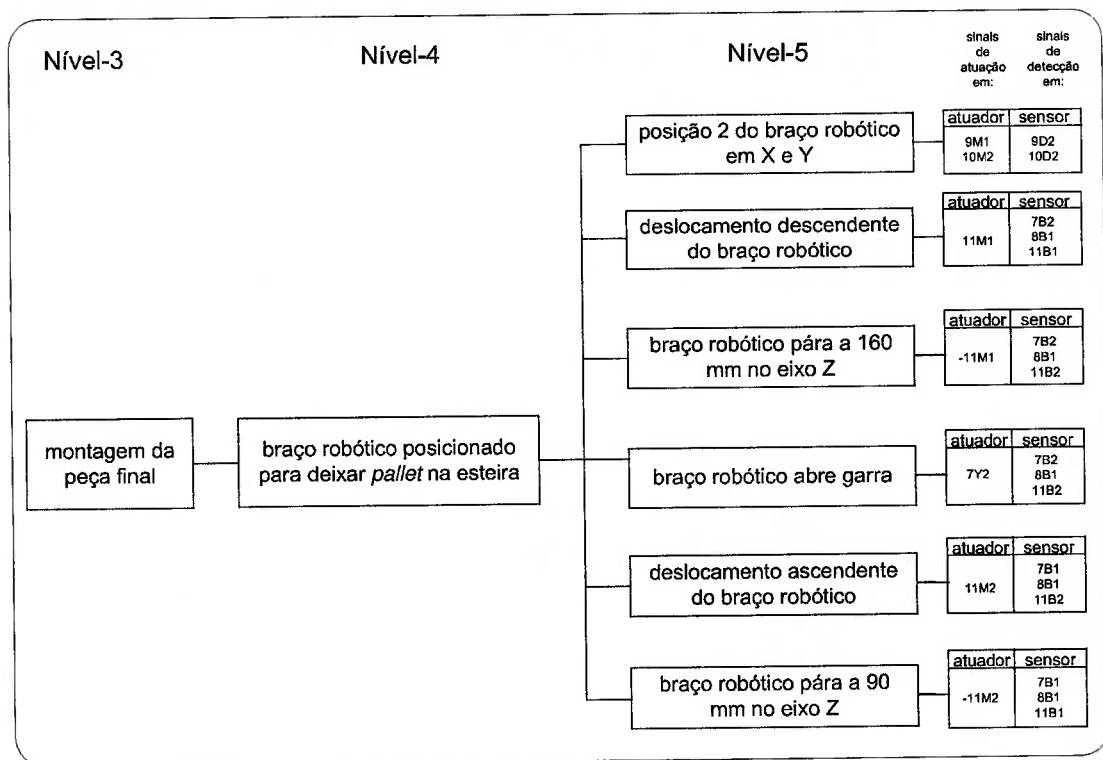 Nível-3
Nível-4
Nível-5
sinais
de
atuação
em:
sinais
de
detecção
em:
posição 2 do braço robótico
em X e Y
atuador sensor
9M1 9D2
10M2 10D2
deslocamento descendente
do braço robótico
atuador sensor
11M1
7B2
8B1
11B1
braço robótico pára a 160
mm no eixo Z
atuador sensor
-11M1
7B2
8B1
11B2
montagem da
peça final
braço robótico posicionado
para deixar pallet na esteira
braço robótico abre garra
atuador sensor
7Y2
7B2
8B1
11B2
deslocamento ascendente
do braço robótico
atuador sensor
11M2
7B1
8B1
11B2
braço robótico pára a 90
mm no eixo Z
atuador sensor
-11M2
7B1
8B1
11B1